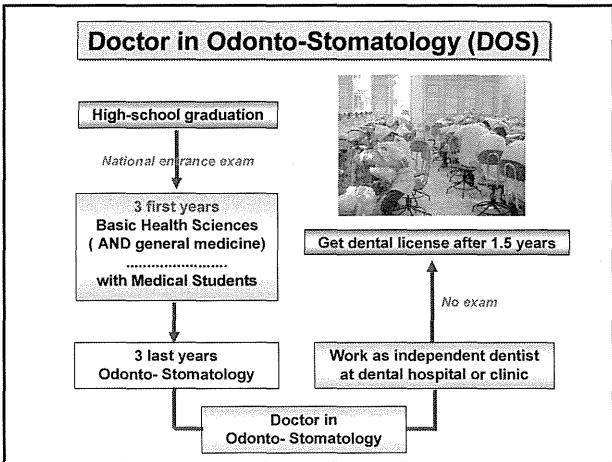 Doctor in Odonto-Stomatology (DOS)
High-school graduation
National entrance exam
3 first years
Basic Health Sciences
( AND general medicine)
........................
with Medical Students
3 last years
Odonto- Stomatology
Doctor in
Odonto- Stomatology
Work as independent dentist
at dental hospital or clinic
No exam
Get dental license after 1.5 years